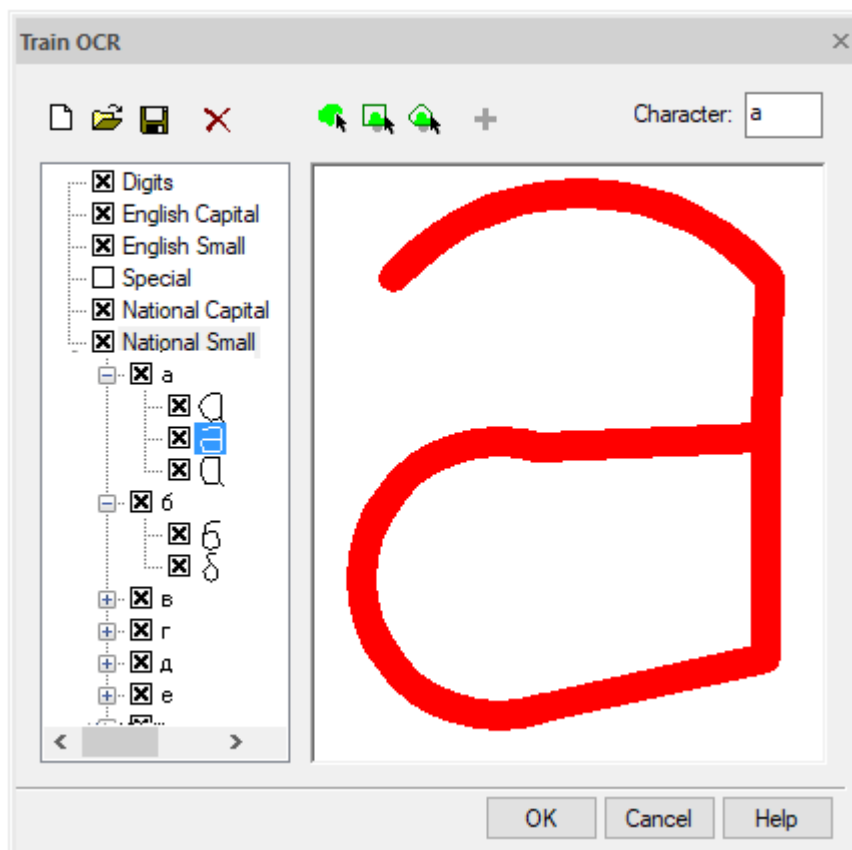 Train OCR
Character: a
Digits
English Capital
English Small
Special
National Capital
National Small
а
a
a
a
б
б
δ
в
г
д
е
OK Cancel Help